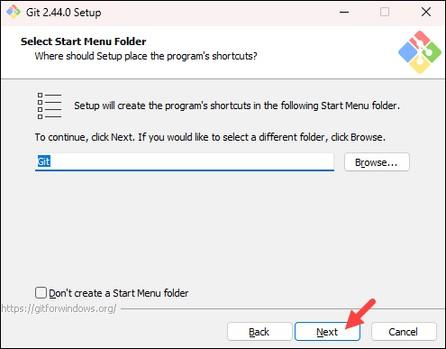 Git 2.44.0 Setup
Select Start Menu Folder
Where should Setup place the program's shortcuts?
Setup will create the program's shortcuts in the following Start Menu folder.
To continue, click Next. If you would like to select a different folder, click Browse.
Git
Browse...
Don't create a Start Menu folder
https://gitforwindows.org/
Back
Next
Cancel